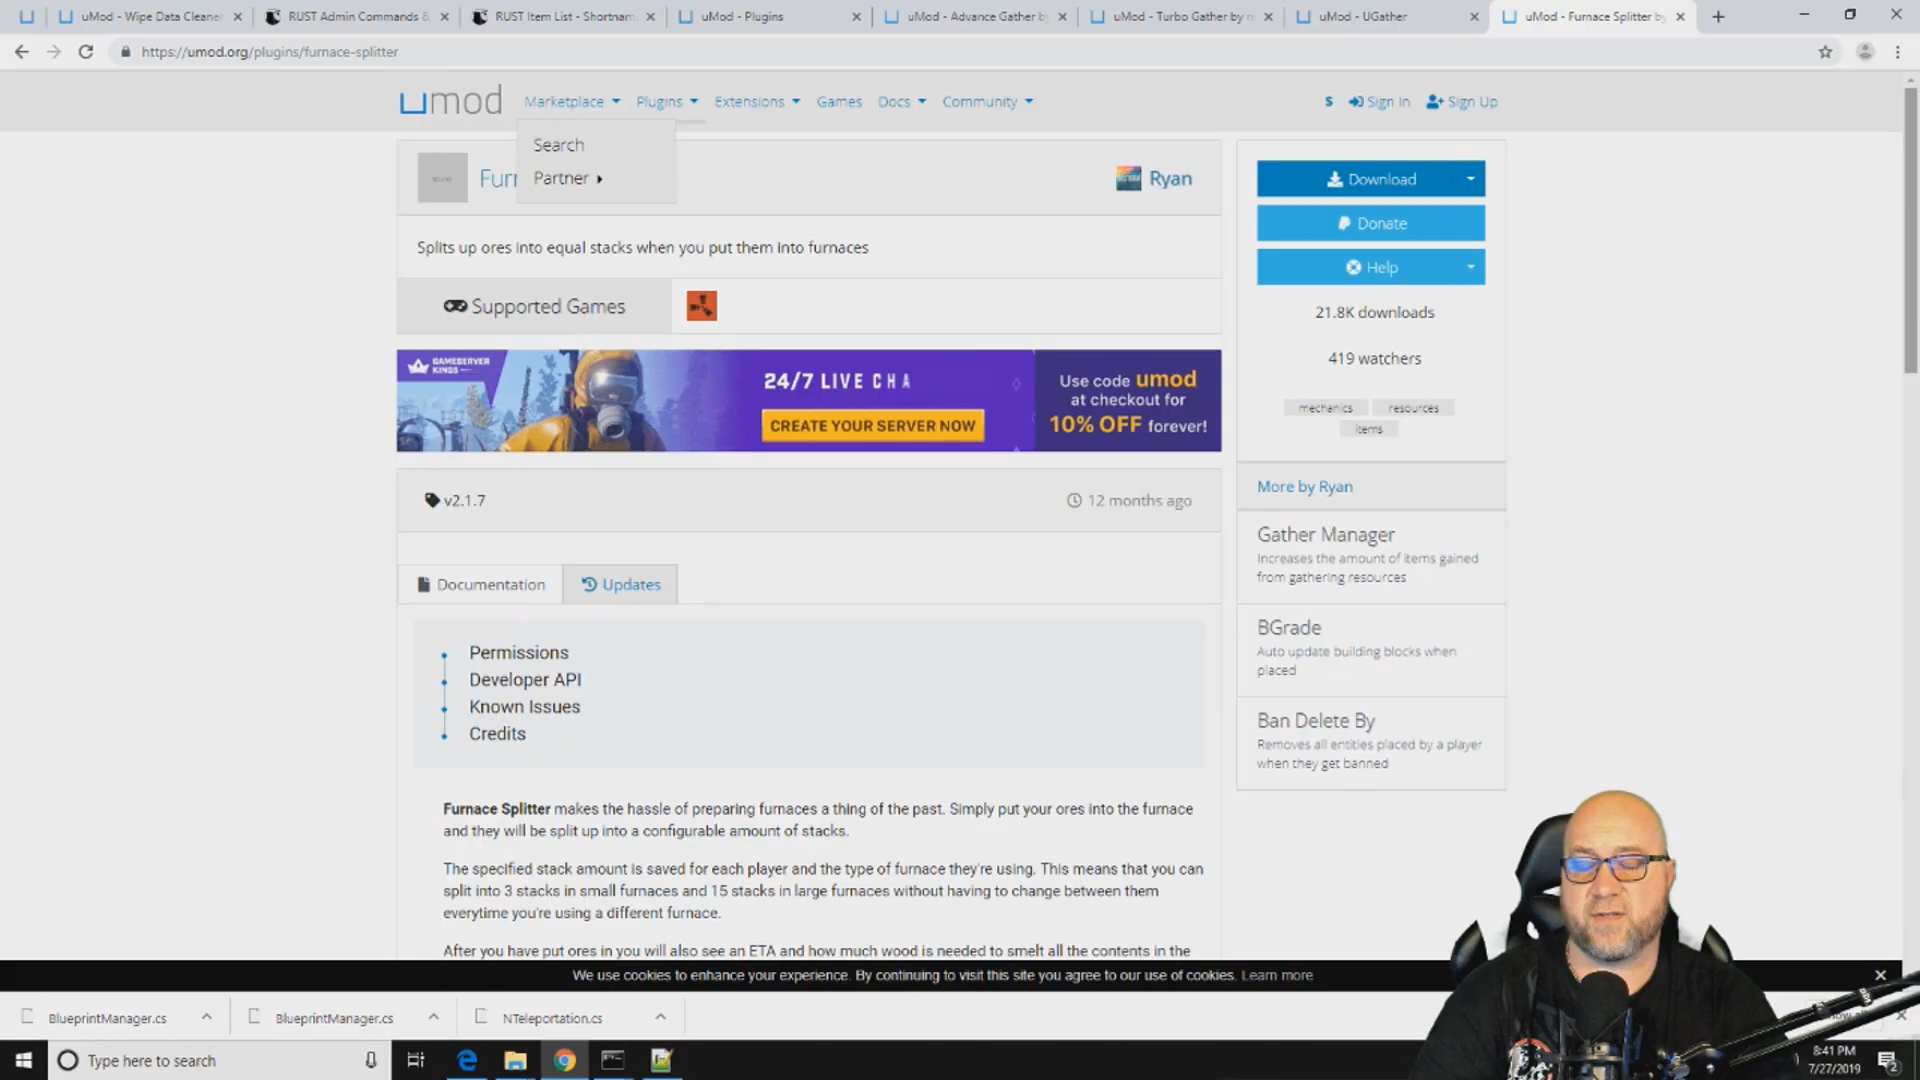 uMod - Wipe Data Cleaner
RUST Admin Commands &
RUST Item List - Shortnam
uMod - Plugins
uMod - Advance Gather by
uMod - Turbo Gather by
uMod - UGather
uMod - Furnace Splitter by
https://umod.org/plugins/furnace-splitter
umod
Marketplace
Plugins
Extensions
Games
Docs
Community
$
Sign In
Sign Up
Search
Partner
Furn
Ryan
Splits up ores into equal stacks when you put them into furnaces
Supported Games
GAMESERVER
KINGS
24/7 LIVE CHA
CREATE YOUR SERVER NOW
Use code umod
at checkout for
10% OFF forever!
v2.1.7
12 months ago
Documentation
Updates
Permissions
Developer API
Known Issues
Credits
Furnace Splitter makes the hassle of preparing furnaces a thing of the past. Simply put your ores into the furnace
and they will be split up into a configurable amount of stacks.
The specified stack amount is saved for each player and the type of furnace they're using. This means that you can
split into 3 stacks in small furnaces and 15 stacks in large furnaces without having to change between them
everytime you're using a different furnace.
After you have put ores in you will also see an ETA and how much wood is needed to smelt all the contents in the
Download
Donate
Help
21.8K downloads
419 watchers
mechanics
resources
items
More by Ryan
Gather Manager
Increases the amount of items gained
from gathering resources
BGrade
Auto update building blocks when
placed
Ban Delete By
Removes all entities placed by a player
when they get banned
We use cookies to enhance your experience. By continuing to visit this site you agree to our use of cookies. Learn more
BlueprintManager.cs
BlueprintManager.cs
NTeleportation.cs
Type here to search
8:41 PM
7/27/2019
2